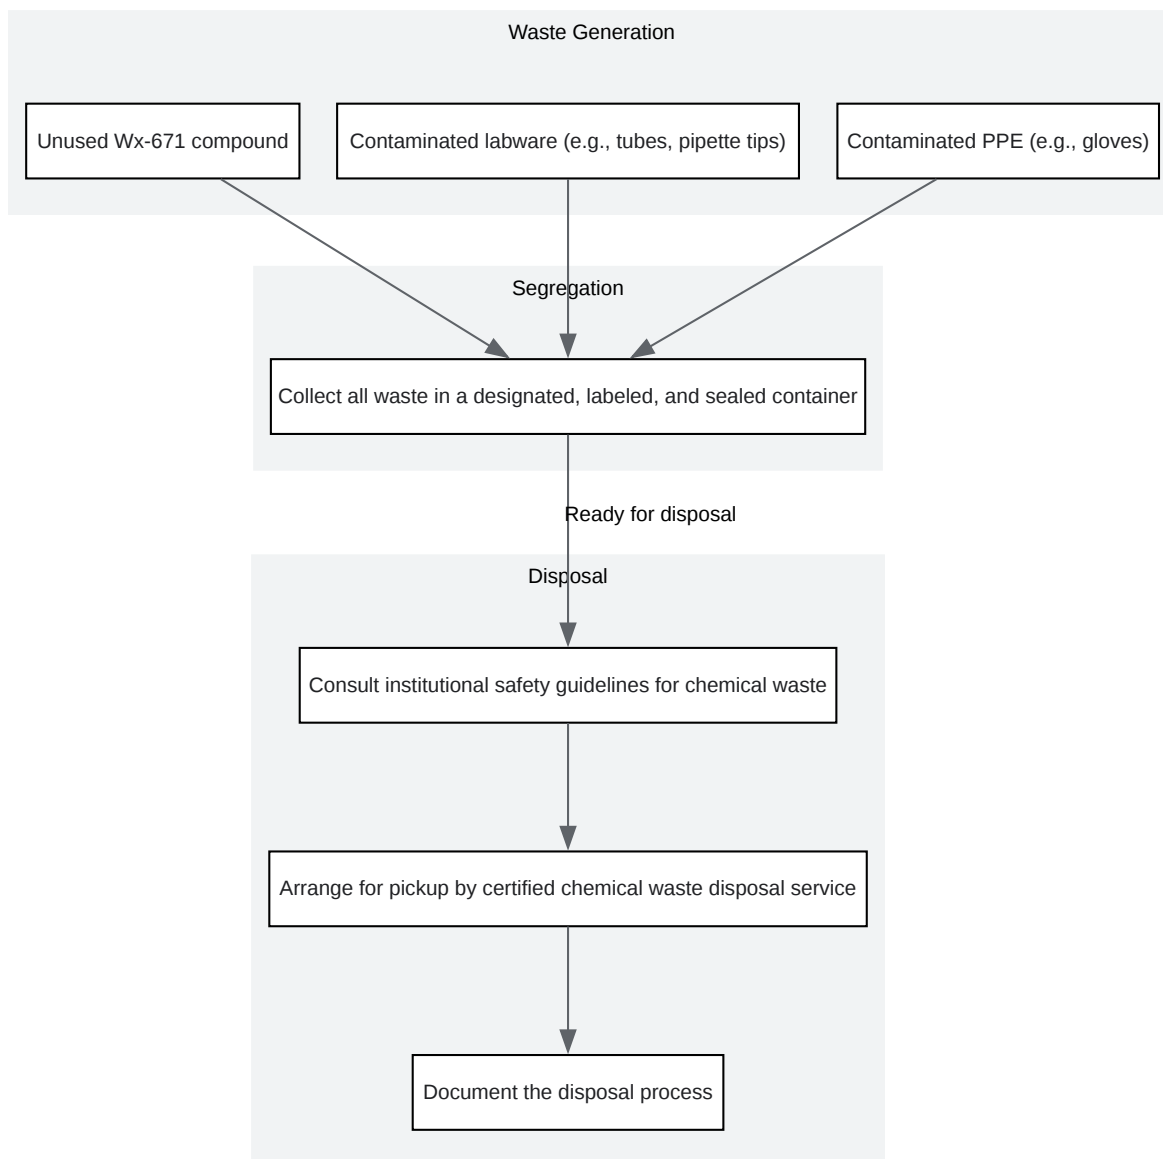 Waste Generation
Unused Wx-671 compound
Contaminated labware (e.g., tubes, pipette tips)
Contaminated PPE (e.g., gloves)
Segregation
Collect all waste in a designated, labeled, and sealed container
Ready for disposal
Disposal
Consult institutional safety guidelines for chemical waste
Arrange for pickup by certified chemical waste disposal service
Document the disposal process